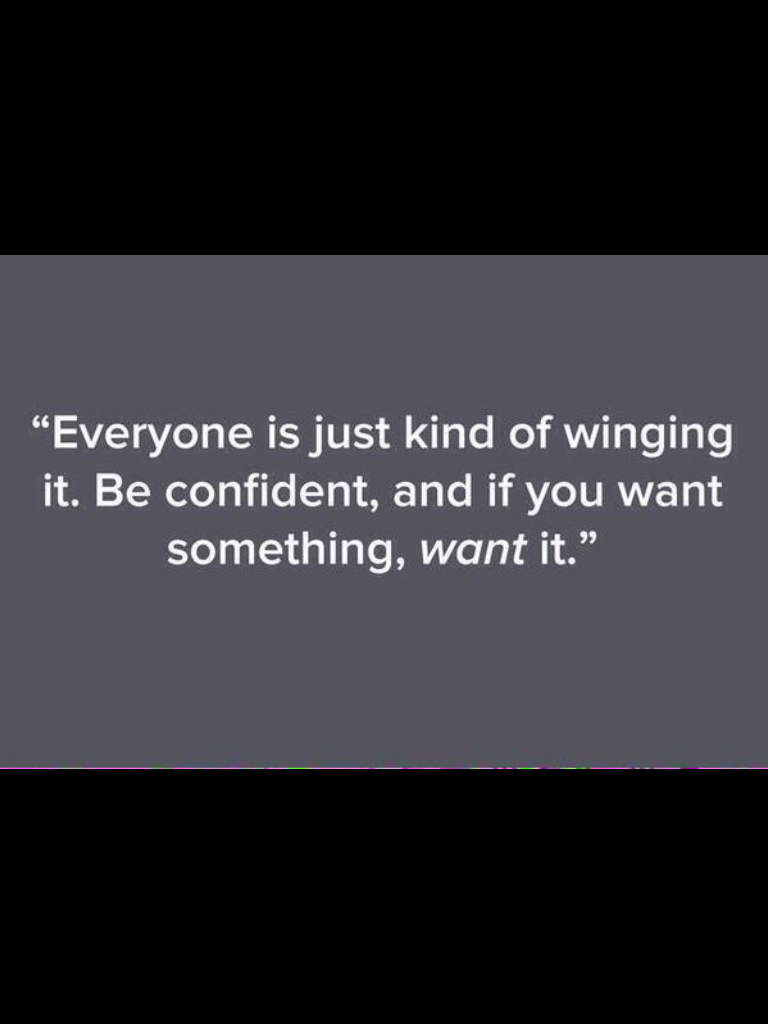 “Everyone is just kind of winging
it. Be confident, and if you want
something, want it.”